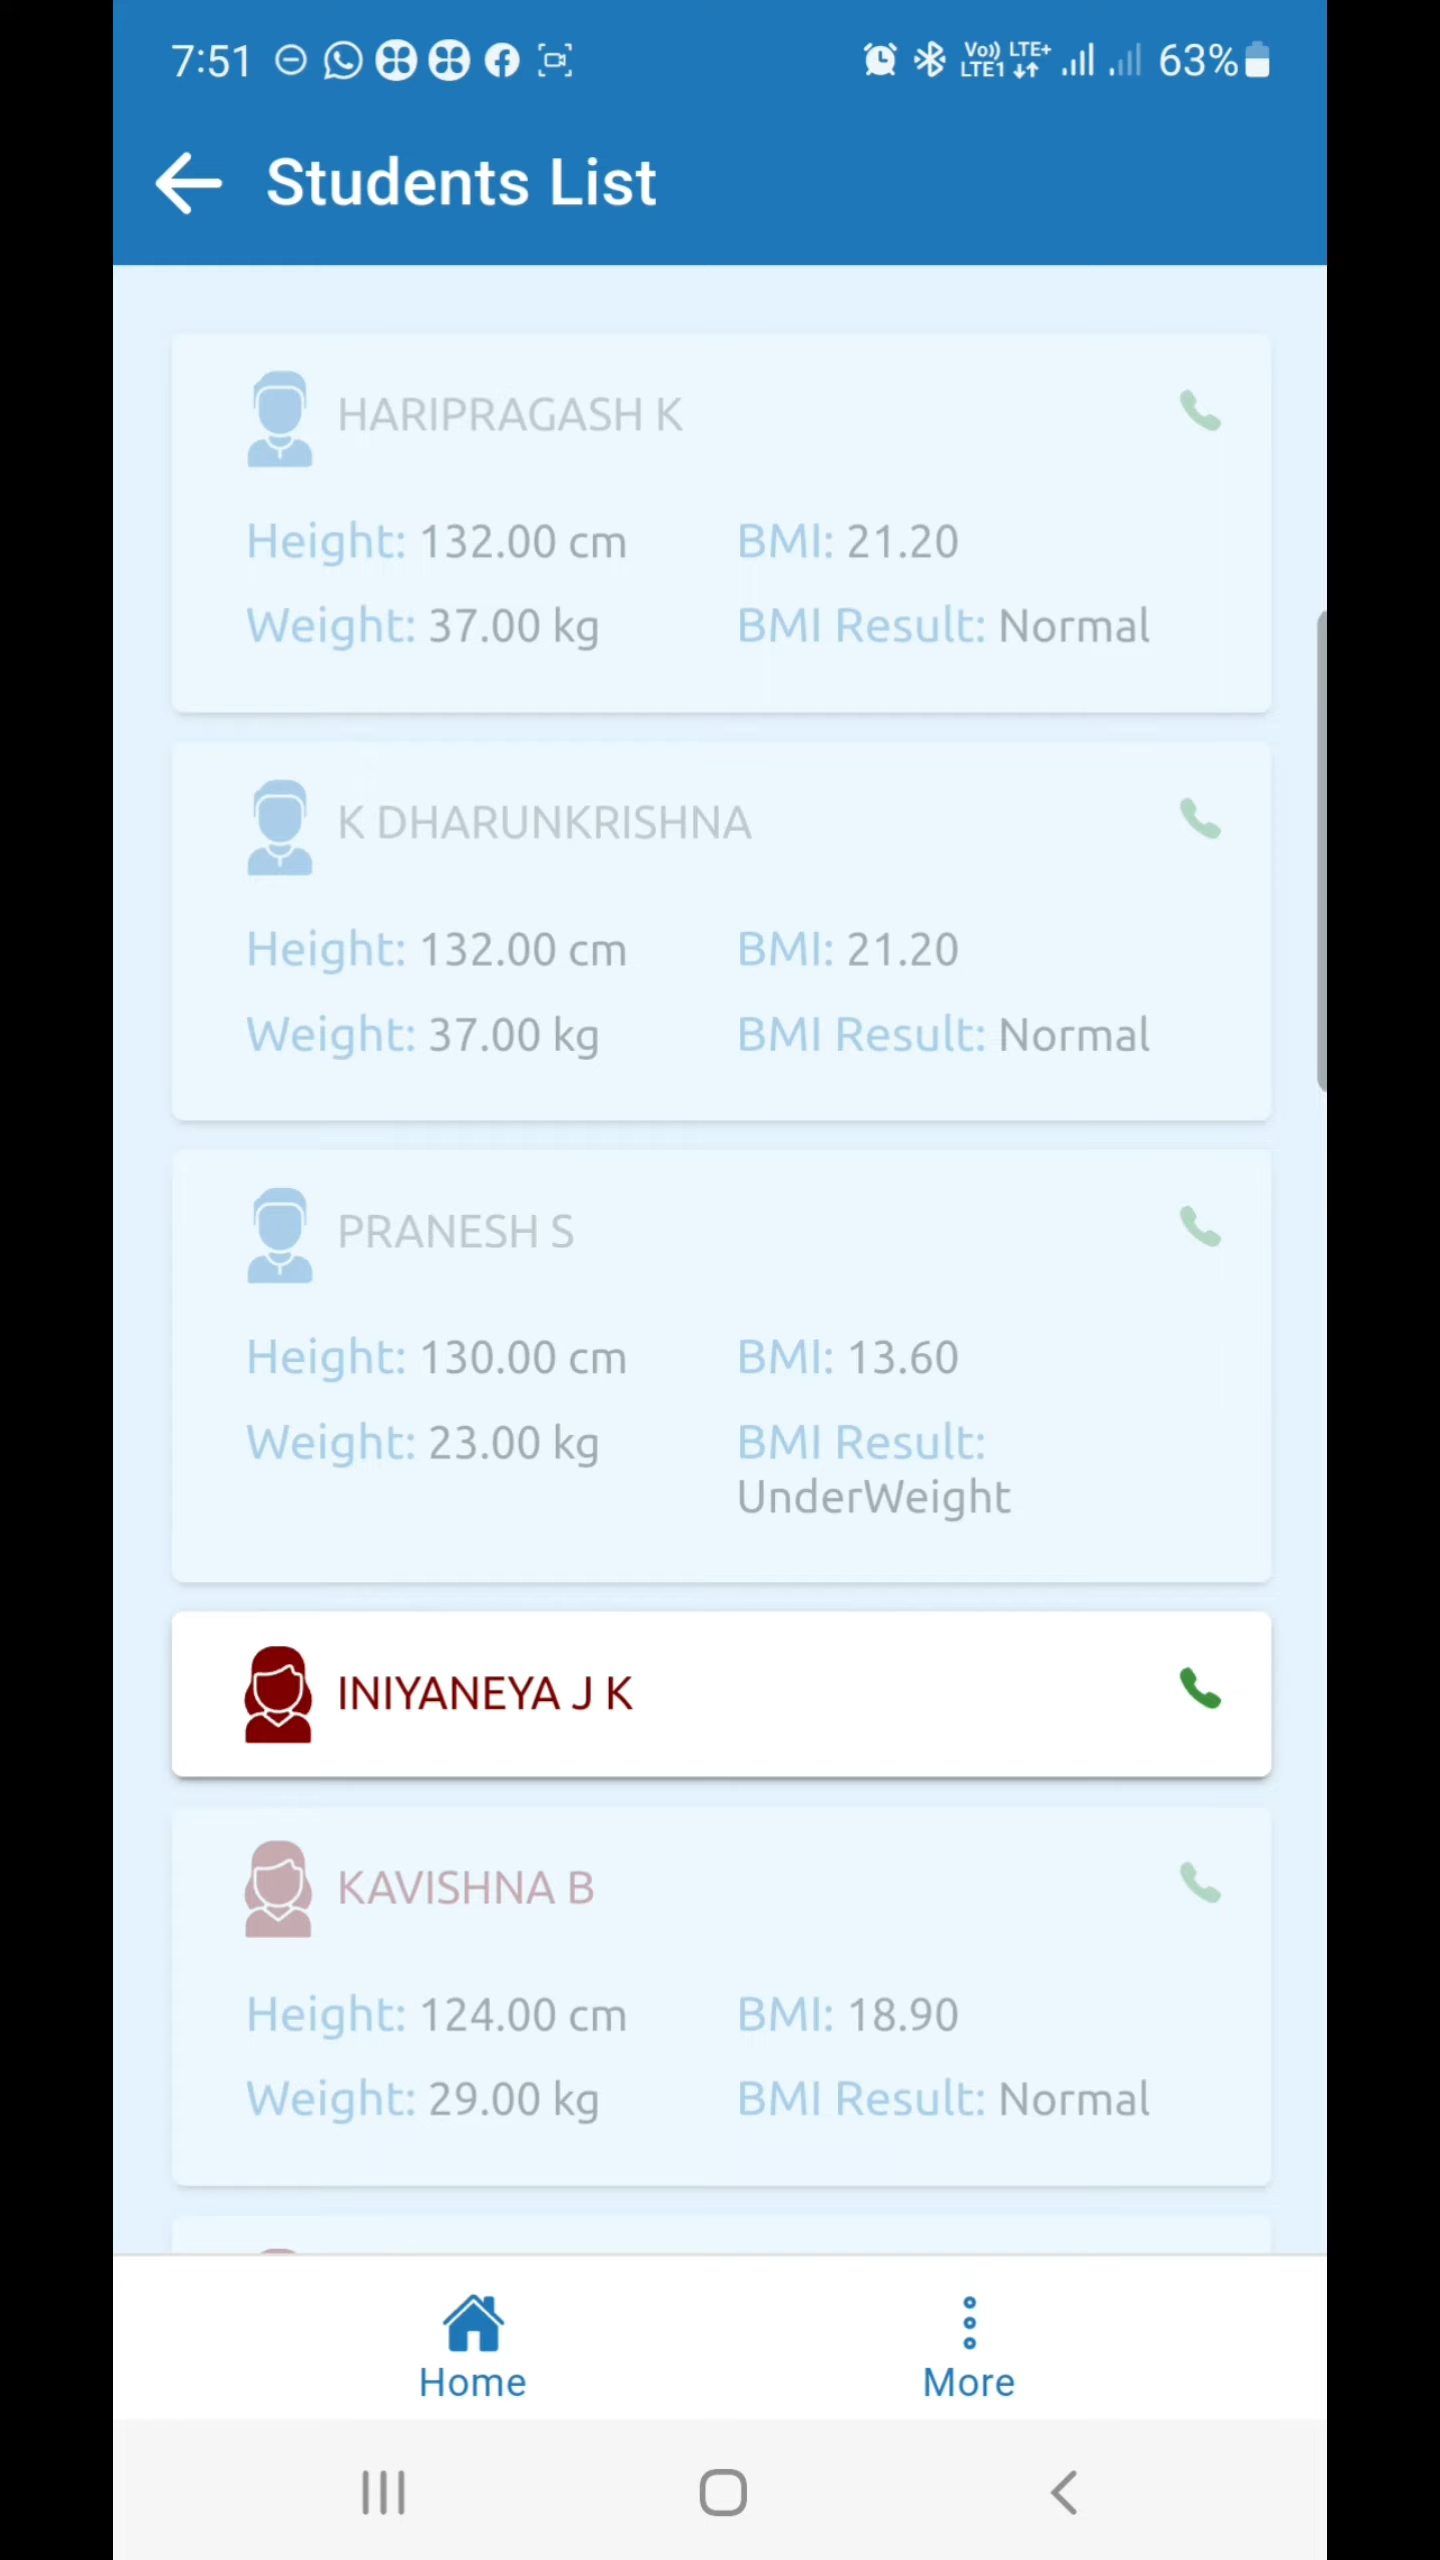 7:51 Vo)) LTE+ LTE1 63%
Students List
HARIPRAGASH K
Height: 132.00 cm BMI: 21.20
Weight: 37.00 kg BMI Result: Normal
K DHARUNKRISHNA
Height: 132.00 cm BMI: 21.20
Weight: 37.00 kg BMI Result: Normal
PRANESH S
Height: 130.00 cm BMI: 13.60
Weight: 23.00 kg BMI Result:
UnderWeight
INIYANEYA J K
KAVISHNA B
Height: 124.00 cm BMI: 18.90
Weight: 29.00 kg BMI Result: Normal
Home More